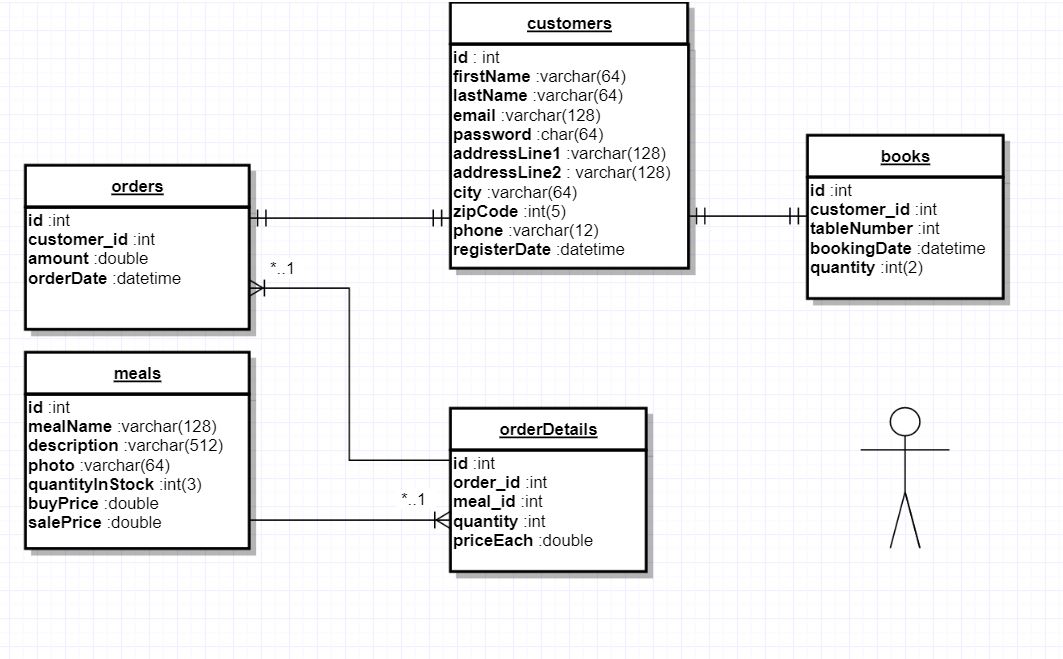 customers
id : int
firstName :varchar(64)
lastName :varchar(64)
email :varchar(128)
password :char(64)
addressLine1 :varchar(128)
addressLine2 : varchar(128)
city :varchar(64)
zipCode :int(5)
phone :varchar(12)
registerDate :datetime
books
id :int
customer_id :int
tableNumber :int
bookingDate :datetime
quantity :int(2)
orders
id :int
customer_id :int
amount :double
orderDate :datetime
*..1
meals
id :int
mealName :varchar(128)
description :varchar(512)
photo :varchar(64)
quantityInStock :int(3)
buyPrice :double
salePrice :double
*..1
orderDetails
id :int
order_id :int
meal_id :int
quantity :int
priceEach :double